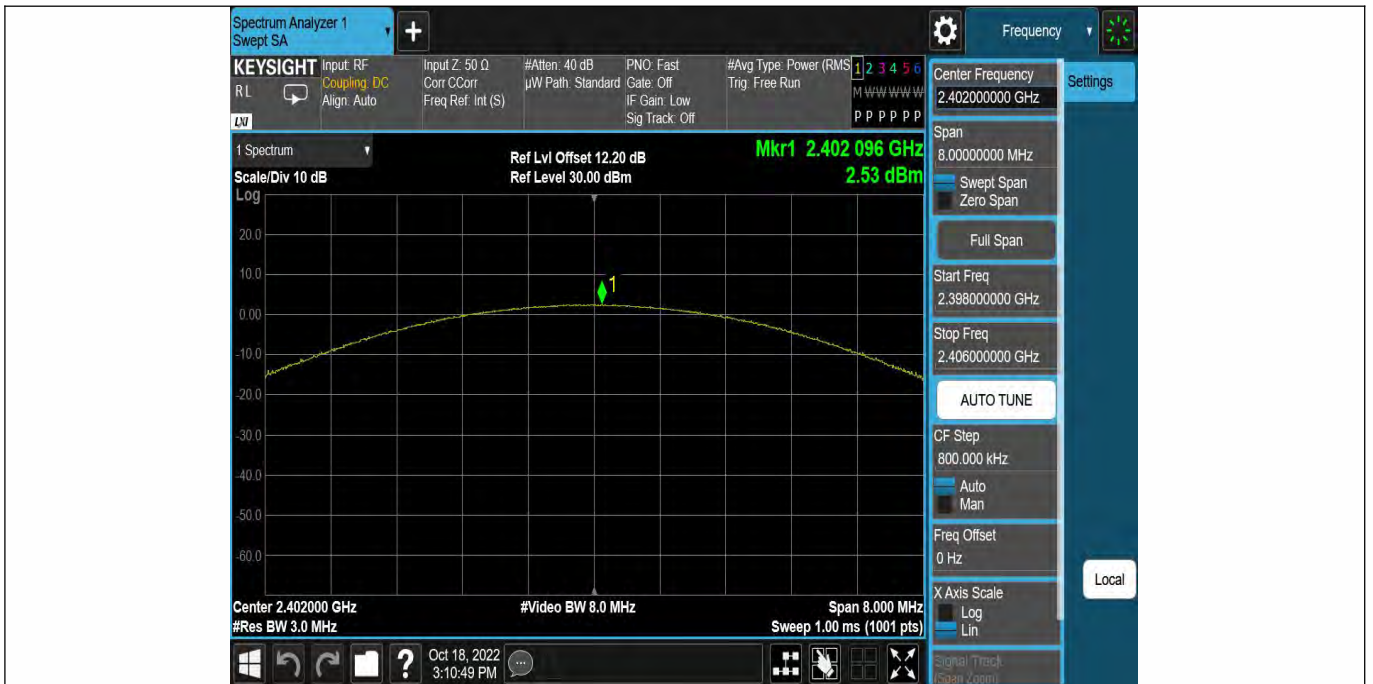 Spectrum Analyzer 1
Swept SA
Frequency
KEYSIGHT
RL
LXI
Input: RF
Coupling: DC
Align: Auto
Input Z: 50 Ω
Corr CCorr
Freq Ref: Int (S)
#Atten: 40 dB
µW Path: Standard
PNO: Fast
Gate: Off
IF Gain: Low
Sig Track: Off
#Avg Type: Power (RMS
Trig: Free Run
1 2 3 4 5 6
M W W W W W
P P P P P P
1 Spectrum
Scale/Div 10 dB
Ref Lvl Offset 12.20 dB
Ref Level 30.00 dBm
Mkr1 2.402 096 GHz
2.53 dBm
Log
20.0
10.0
1
0.00
-10.0
-20.0
-30.0
-40.0
-50.0
-60.0
Center 2.402000 GHz
#Video BW 8.0 MHz
Span 8.000 MHz
#Res BW 3.0 MHz
Sweep 1.00 ms (1001 pts)
?
Oct 18, 2022
3:10:49 PM
Center Frequency
2.402000000 GHz
Settings
Span
8.00000000 MHz
Swept Span
Zero Span
Full Span
Start Freq
2.398000000 GHz
Stop Freq
2.406000000 GHz
AUTO TUNE
CF Step
800.000 kHz
Auto
Man
Freq Offset
0 Hz
X Axis Scale
Log
Lin
Signal Track
(Span Zoom)
Local